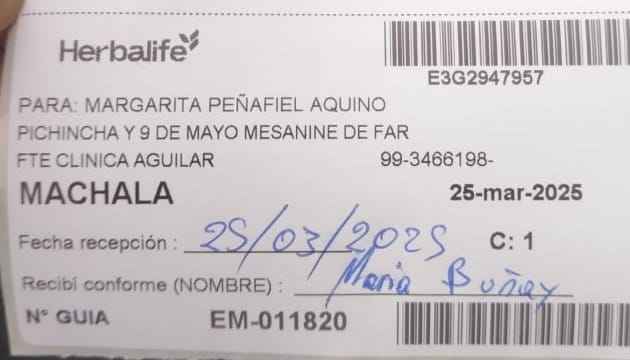 Herbalife
E3G2947957
PARA: MARGARITA PEÑAFIEL AQUINO
PICHINCHA Y 9 DE MAYO MESANINE DE FAR
FTE CLINICA AGUILAR 99-3466198-
MACHALA 25-mar-2025
Fecha recepción : 25/03/2025 C: 1
Recibí conforme (NOMBRE) : Maria Buñay
N° GUIA EM-011820